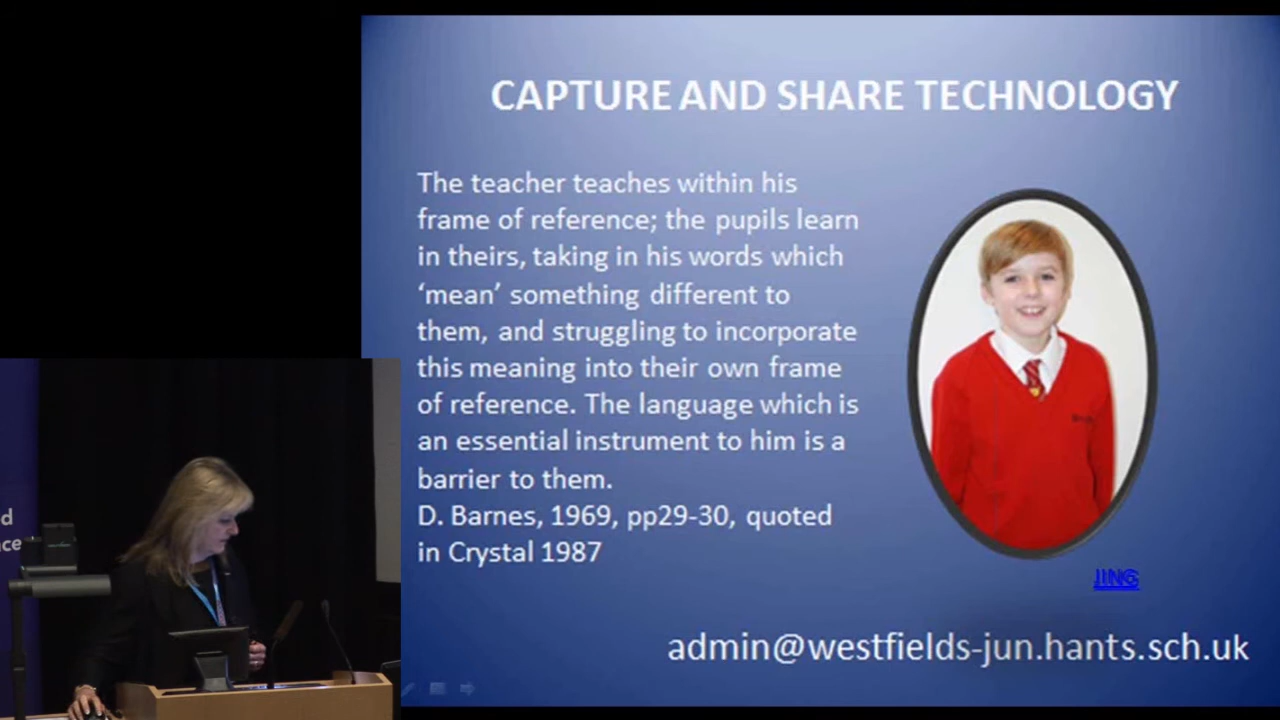 CAPTURE AND SHARE TECHNOLOGY
The teacher teaches within his
frame of reference; the pupils learn
in theirs, taking in his words which
‘mean’ something different to
them, and struggling to incorporate
this meaning into their own frame
of reference. The language which is
an essential instrument to him is a
barrier to them.
D. Barnes, 1969, pp29-30, quoted
in Crystal 1987
JING
admin@westfields-jun.hants.sch.uk